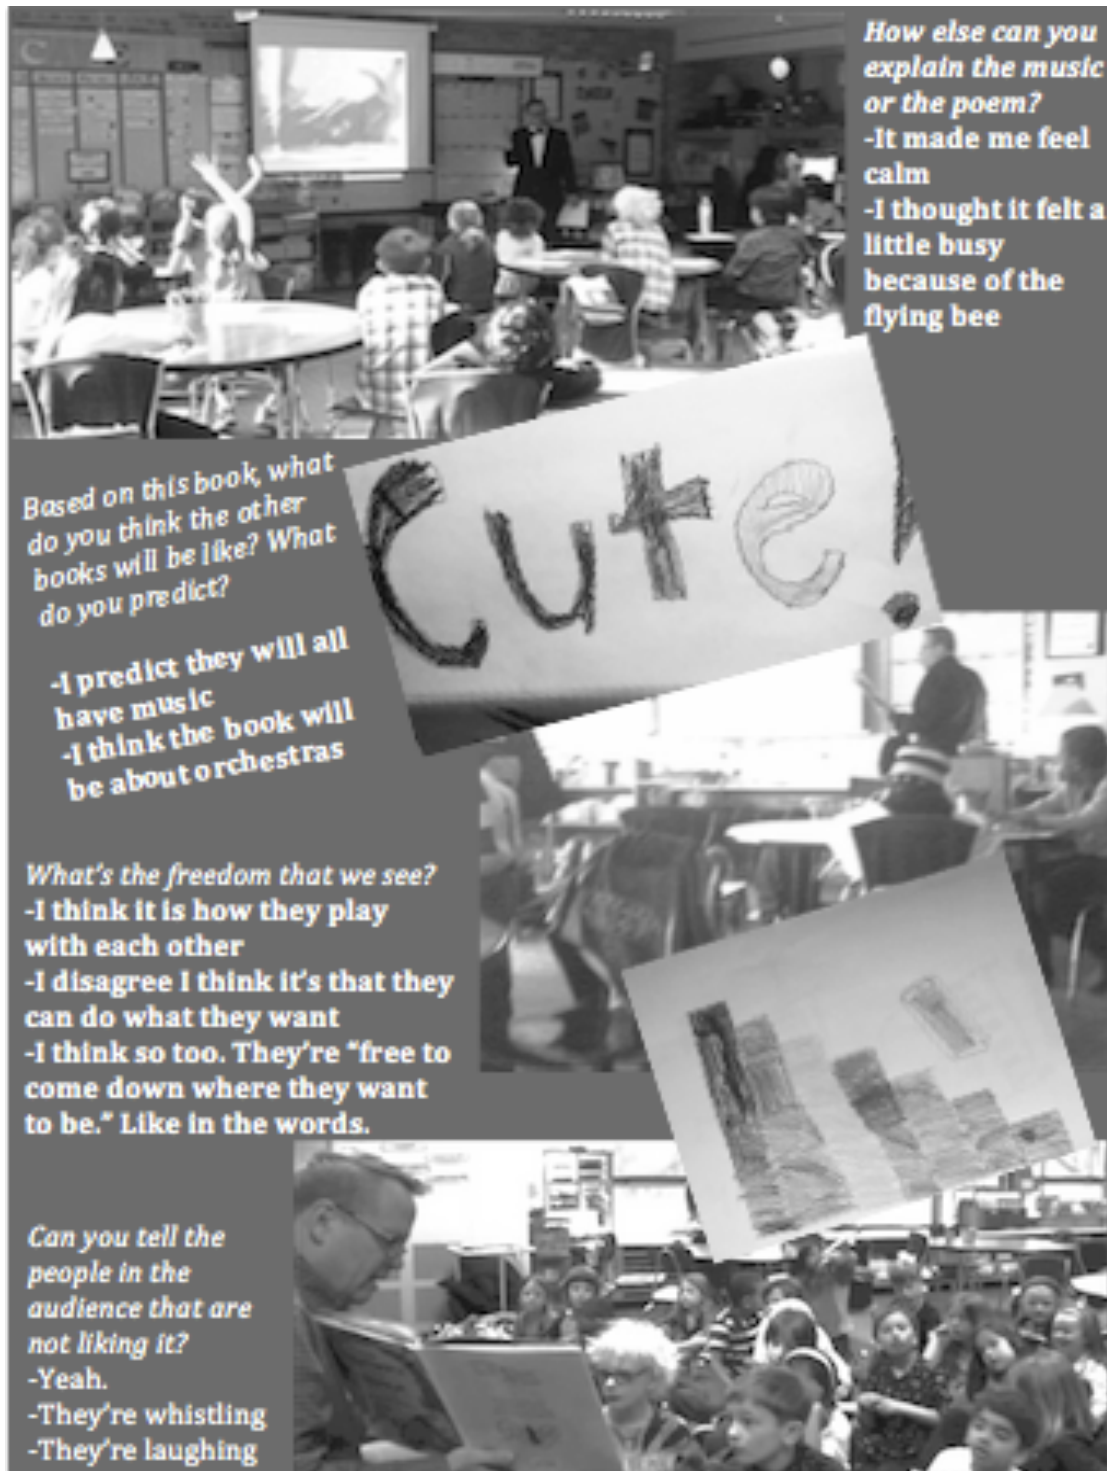 How else can you
explain the music
or the poem?
-It made me feel
calm
-I thought it felt a
little busy
because of the
flying bee
Cute!
Based on this book, what
do you think the other
books will be like? What
do you predict?
-I predict they will all
have music
-I think the book will
be about orchestras
What's the freedom that we see?
-I think it is how they play
with each other
-I disagree I think it's that they
can do what they want
-I think so too. They're "free to
come down where they want
to be." Like in the words.
Can you tell the
people in the
audience that are
not liking it?
-Yeah.
-They're whistling
-They're laughing